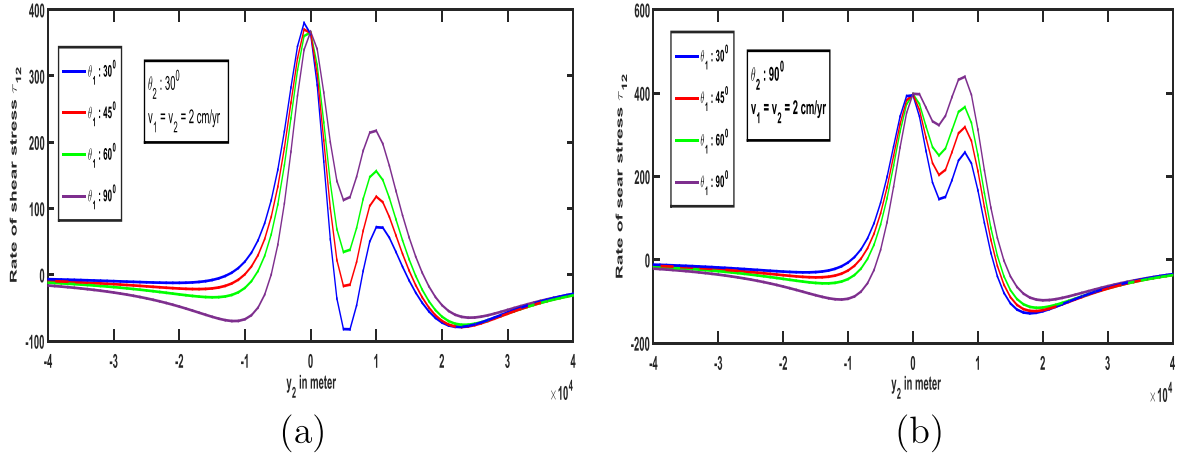 400
300
200
100
0
-100
-4 -3 -2 -1 0 1 2 3 4
×10⁴
y₂ in meter
Rate of shear stress τ₁₂
θ₁ : 30⁰
θ₁ : 45⁰
θ₁ : 60⁰
θ₁ : 90⁰
θ₂ : 30⁰
v₁ = v₂ = 2 cm/yr
(a)
600
400
200
0
-200
-4 -3 -2 -1 0 1 2 3 4
×10⁴
y₂ in meter
Rate of sear stress τ₁₂
θ₁ : 30⁰
θ₁ : 45⁰
θ₁ : 60⁰
θ₁ : 90⁰
θ₂ : 90⁰
v₁ = v₂ = 2 cm/yr
(b)